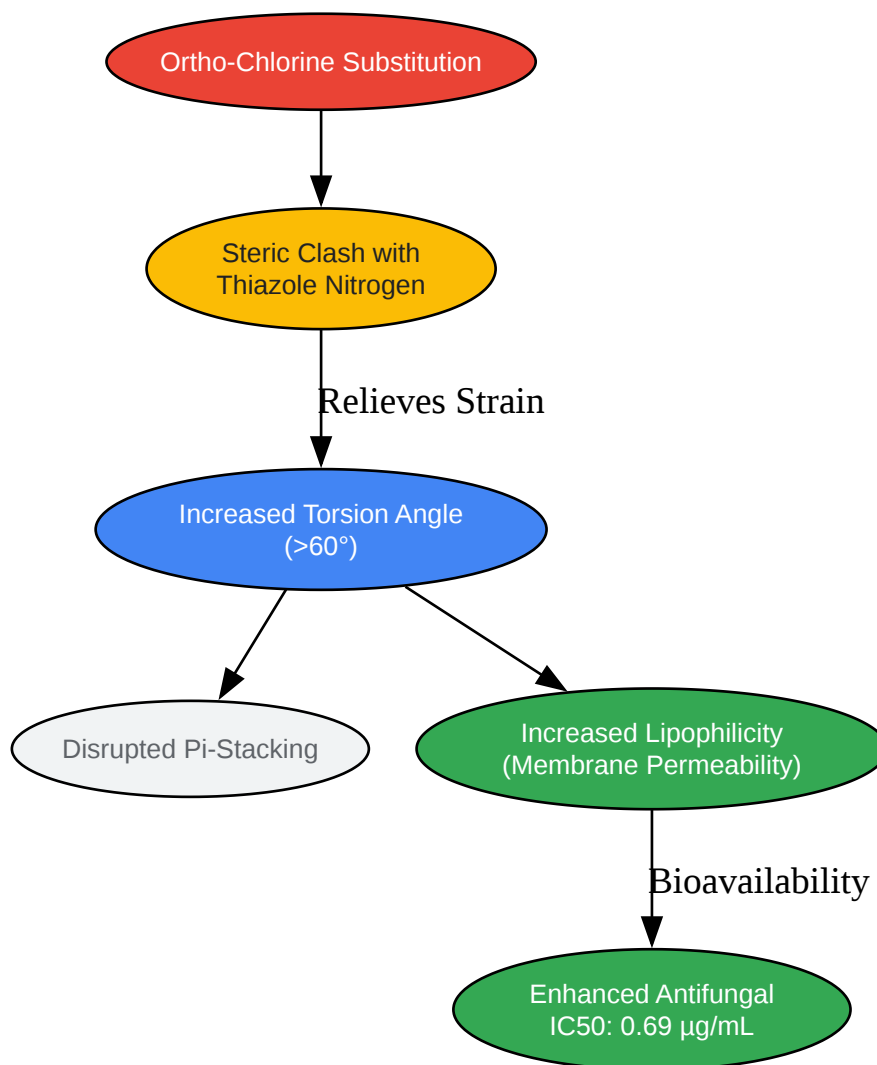 Ortho-Chlorine Substitution
Steric Clash with
Thiazole Nitrogen
Relieves Strain
Increased Torsion Angle
(>60°)
Disrupted Pi-Stacking
Increased Lipophilicity
(Membrane Permeability)
Bioavailability
Enhanced Antifungal
IC50: 0.69 µg/mL